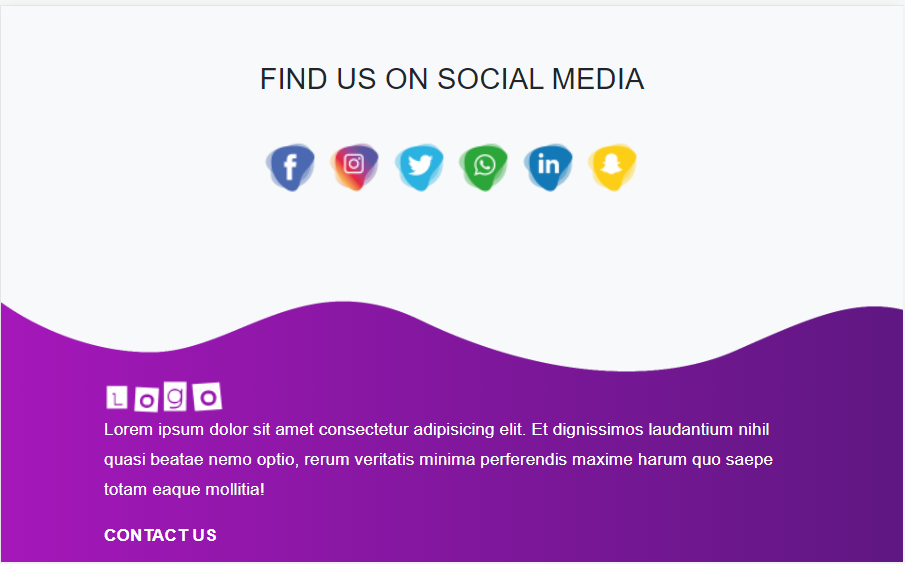 FIND US ON SOCIAL MEDIA
f
in
LOgO
Lorem ipsum dolor sit amet consectetur adipisicing elit. Et dignissimos laudantium nihil
quasi beatae nemo optio, rerum veritatis minima perferendis maxime harum quo saepe
totam eaque mollitia!
CONTACT US